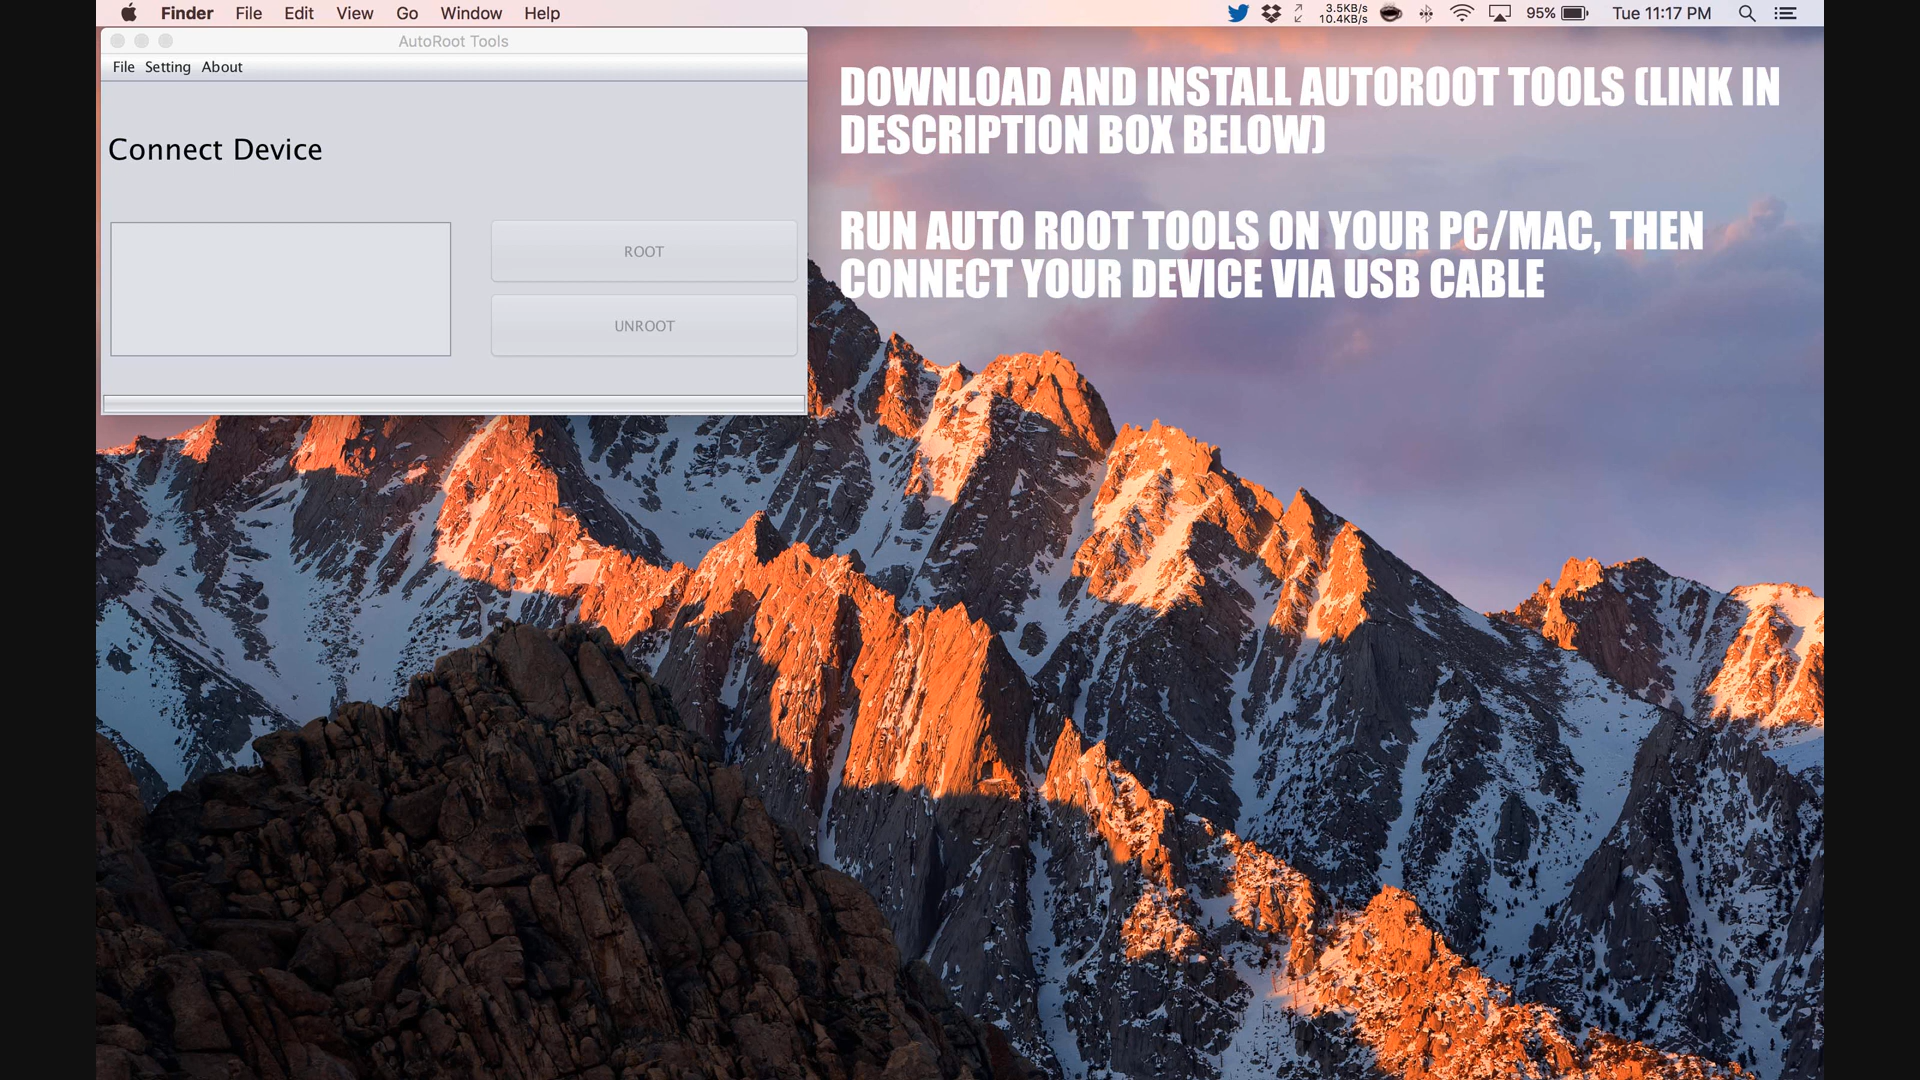 Finder File Edit View Go Window Help 3.5KB/s 95% Tue 11:17 PM
10.4KB/s
AutoRoot Tools
File Setting About
Connect Device
ROOT
UNROOT
DOWNLOAD AND INSTALL AUTOROOT TOOLS (LINK IN
DESCRIPTION BOX BELOW)
RUN AUTO ROOT TOOLS ON YOUR PC/MAC, THEN
CONNECT YOUR DEVICE VIA USB CABLE